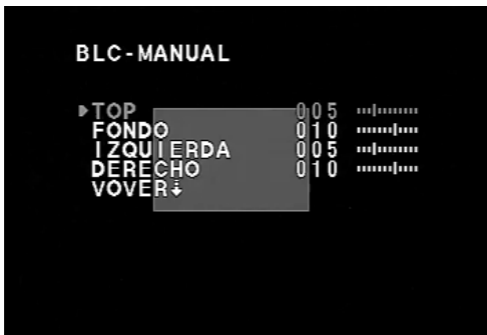 BLC-MANUAL
▶TOP 005
FONDO 010
IZQUIERDA 005
DERECHO 010
VOVER↓